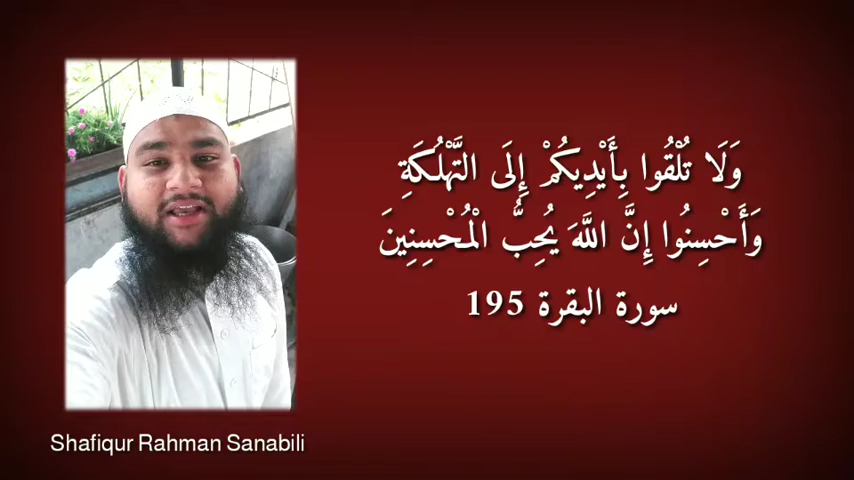 وَلَا تُلْقُوا بِأَيْدِيكُمْ إِلَى التَّهْلُكَةِ
وَأَحْسِنُوا إِنَّ اللَّهَ يُحِبُّ الْمُحْسِنِينَ
سورة البقرة 195
Shafiqur Rahman Sanabili